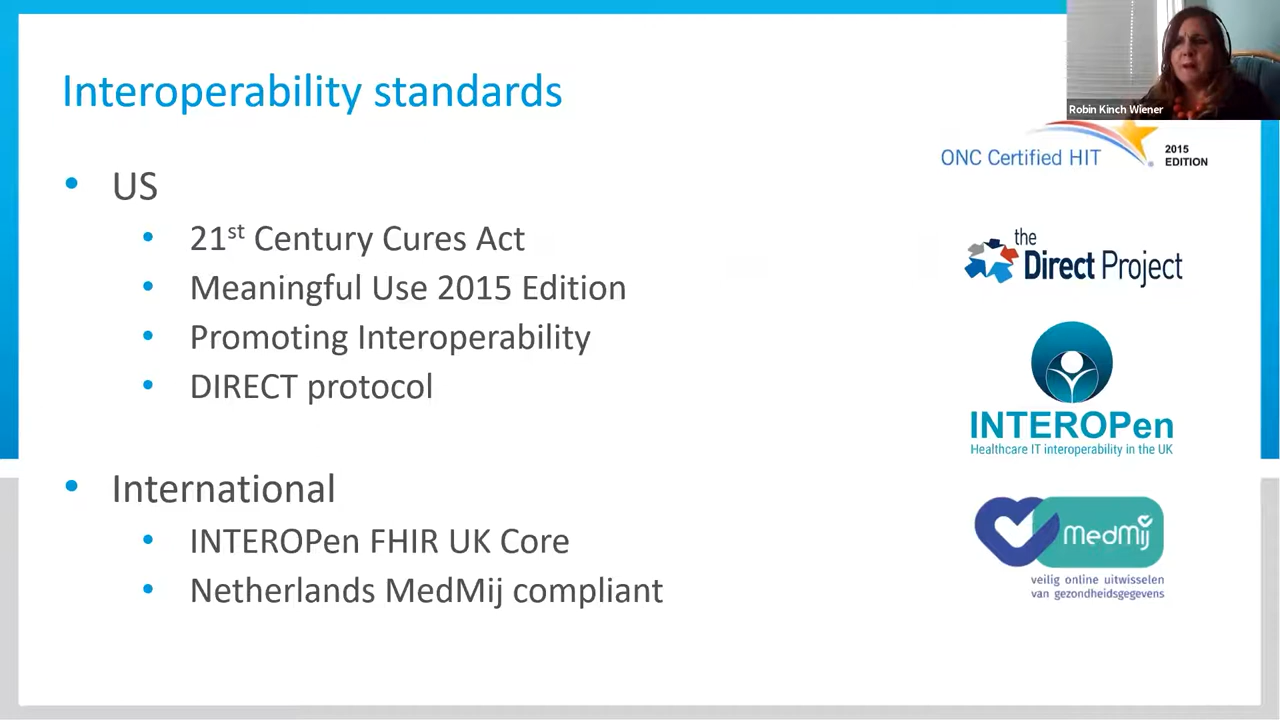 Interoperability standards
Robin Kinch Wiener
ONC Certified HIT
2015
EDITION
• US
• 21st Century Cures Act
• Meaningful Use 2015 Edition
• Promoting Interoperability
• DIRECT protocol
the
Direct Project
INTEROPen
Healthcare IT interoperability in the UK
• International
• INTEROPen FHIR UK Core
• Netherlands MedMij compliant
MedMij
veilig online uitwisselen
van gezondheidsgegevens